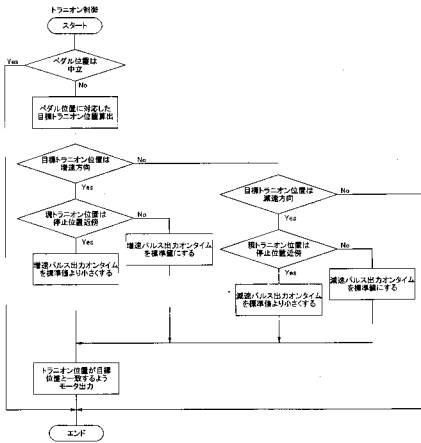 トラニオン制御
スタート
ペダル位置は
中立
Yes
No
ペダル位置に対応した
目標トラニオン位置算出
目標トラニオン位置は
増速方向
No
Yes
現トラニオン位置は
停止位置近傍
No
Yes
増速パルス出力オンタイム
を標準値より小さくする
増速パルス出力オンタイム
を標準値にする
目標トラニオン位置は
減速方向
No
Yes
現トラニオン位置は
停止位置近傍
No
Yes
減速パルス出力オンタイム
を標準値より小さくする
減速パルス出力オンタイム
を標準値にする
トラニオン位置が目標
位置と一致するよう
モータ出力
エンド